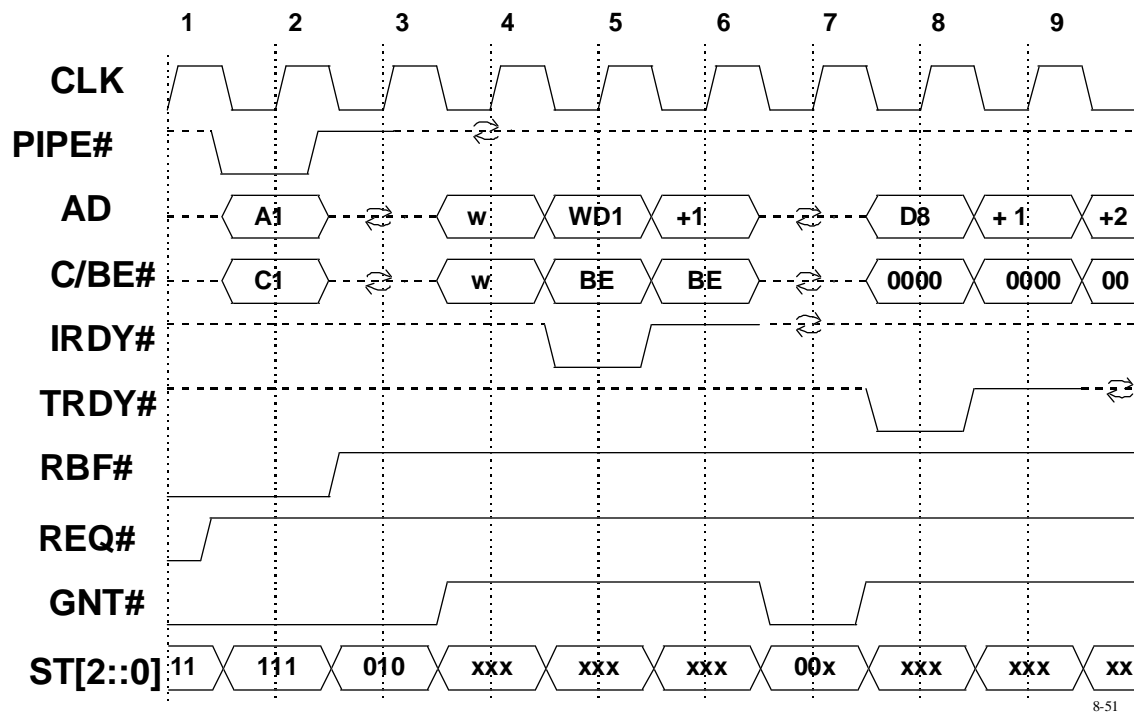 1 2 3 4 5 6 7 8 9
CLK
PIPE#
AD A1 w WD1 +1 D8 + 1 +2
C/BE# C1 w BE BE 0000 0000 00
IRDY#
TRDY#
RBF#
REQ#
GNT#
ST[2::0] 11 111 010 xxx xxx xxx 00x xxx xxx xx
8-51